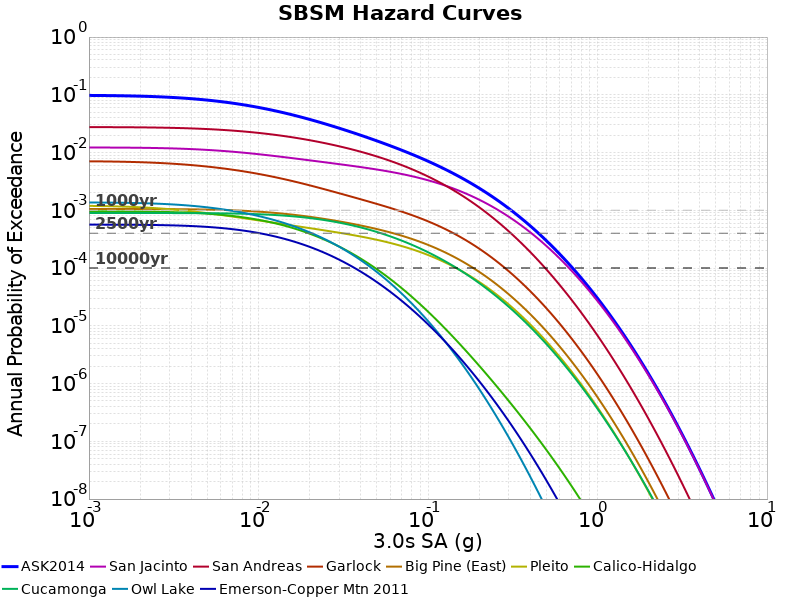 SBSM Hazard Curves
Annual Probability of Exceedance
10^0
10^-1
10^-2
10^-3
10^-4
10^-5
10^-6
10^-7
10^-8
1000yr
2500yr
10000yr
10^-3 10^-2 10^-1 10^0 10^1
3.0s SA (g)
ASK2014 San Jacinto San Andreas Garlock Big Pine (East) Pleito Calico-Hidalgo
Cucamonga Owl Lake Emerson-Copper Mtn 2011